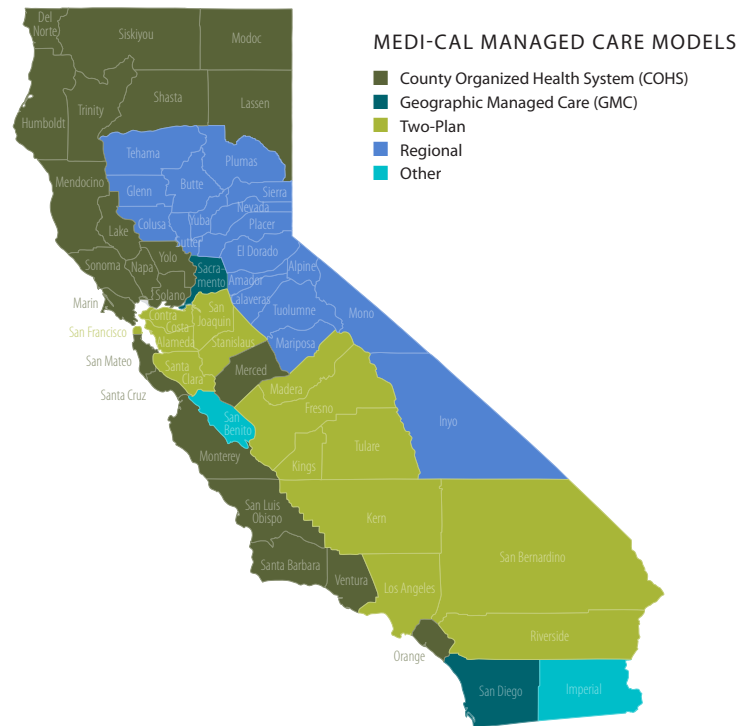 MEDI-CAL MANAGED CARE MODELS
County Organized Health System (COHS)
Geographic Managed Care (GMC)
Two-Plan
Regional
Other
Del
Norte
Siskiyou
Modoc
Humboldt
Trinity
Shasta
Lassen
Tehama
Plumas
Mendocino
Glenn
Butte
Sierra
Nevada
Colusa
Yuba
Placer
Lake
Sutter
El Dorado
Sonoma
Napa
Yolo
Sacra-
mento
Alpine
Amador
Solano
Calaveras
Marin
Contra
Costa
San
Joaquin
Tuolumne
Mono
San Francisco
Alameda
Stanislaus
Mariposa
San Mateo
Santa
Clara
Merced
Santa Cruz
Madera
San
Benito
Fresno
Inyo
Monterey
Tulare
Kings
San Luis
Obispo
Kern
Santa Barbara
Ventura
Los Angeles
San Bernardino
Orange
Riverside
San Diego
Imperial